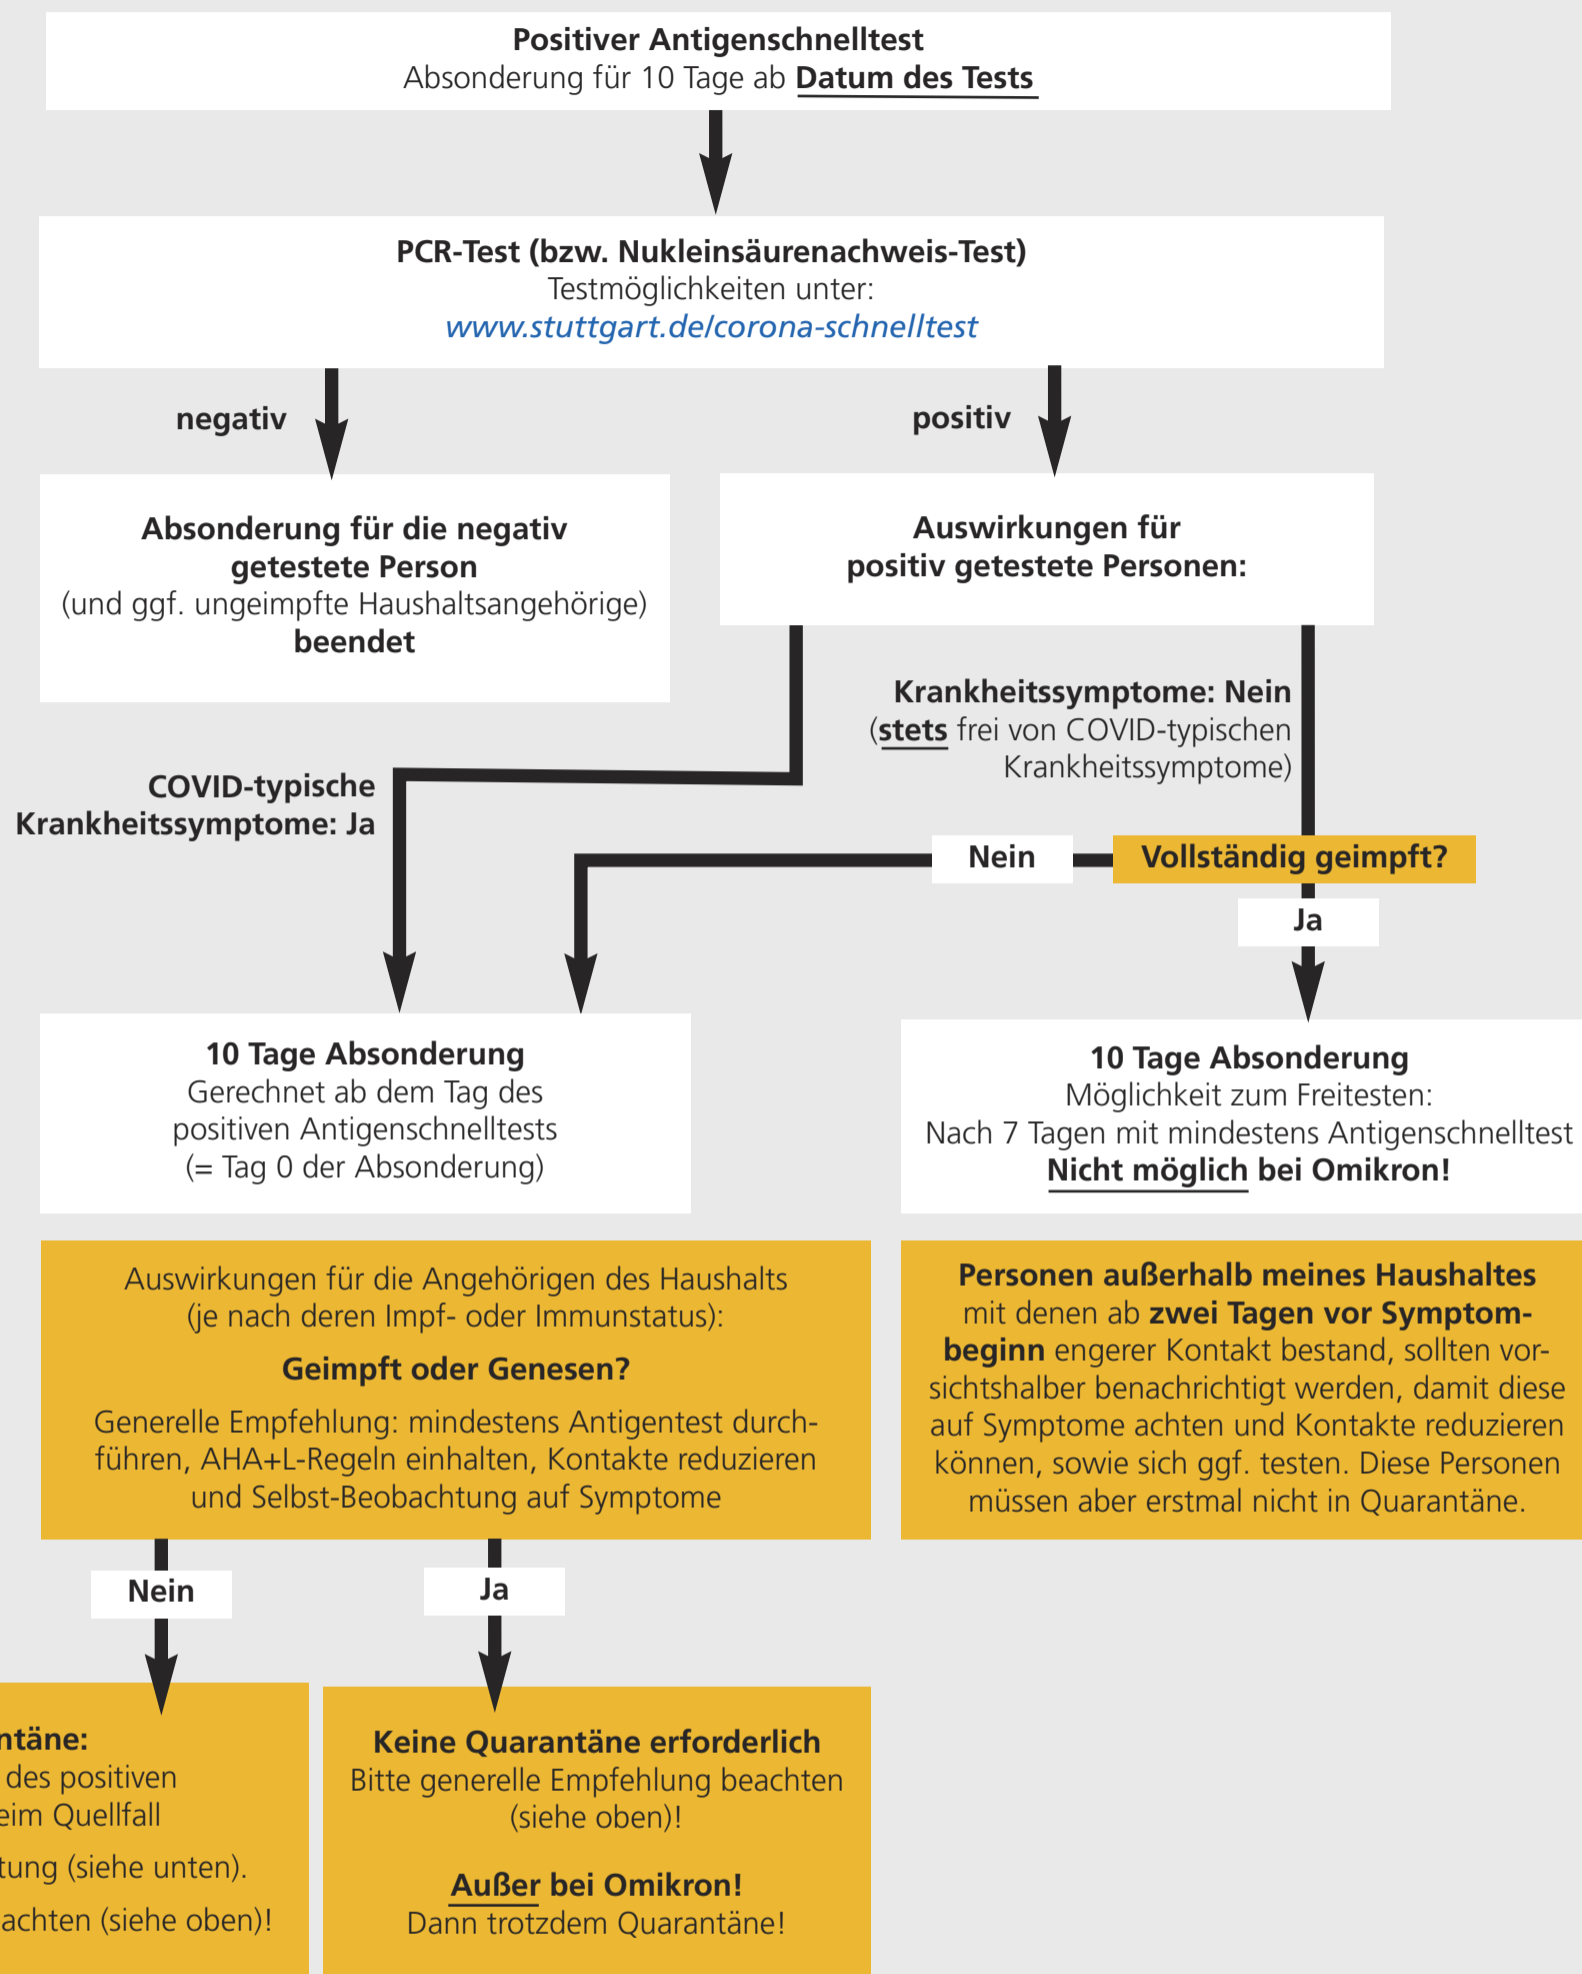 Positiver Antigenschnelltest
Absonderung für 10 Tage ab Datum des Tests
PCR-Test (bzw. Nukleinsäurenachweis-Test)
Testmöglichkeiten unter:
www.stuttgart.de/corona-schnelltest
negativ
positiv
Absonderung für die negativ
getestete Person
(und ggf. ungeimpfte Haushaltsangehörige)
beendet
Auswirkungen für
positiv getestete Personen:
Krankheitssymptome: Nein
(stets frei von COVID-typischen
Krankheitssymptome)
COVID-typische
Krankheitssymptome: Ja
Nein
Vollständig geimpft?
Ja
10 Tage Absonderung
Gerechnet ab dem Tag des
positiven Antigenschnelltests
(= Tag 0 der Absonderung)
10 Tage Absonderung
Möglichkeit zum Freitesten:
Nach 7 Tagen mit mindestens Antigenschnelltest
Nicht möglich bei Omikron!
Auswirkungen für die Angehörigen des Haushalts
(je nach deren Impf- oder Immunstatus):
Geimpft oder Genesen?
Generelle Empfehlung: mindestens Antigentest durch-
führen, AHA+L-Regeln einhalten, Kontakte reduzieren
und Selbst-Beobachtung auf Symptome
Personen außerhalb meines Haushaltes
mit denen ab zwei Tagen vor Symptom-
beginn engerer Kontakt bestand, sollten vor-
sichtshalber benachrichtigt werden, damit diese
auf Symptome achten und Kontakte reduzieren
können, sowie sich ggf. testen. Diese Personen
müssen aber erstmal nicht in Quarantäne.
Nein
Ja
ntäne:
des positiven
eim Quellfall
tung (siehe unten).
achten (siehe oben)!
Keine Quarantäne erforderlich
Bitte generelle Empfehlung beachten
(siehe oben)!
Außer bei Omikron!
Dann trotzdem Quarantäne!